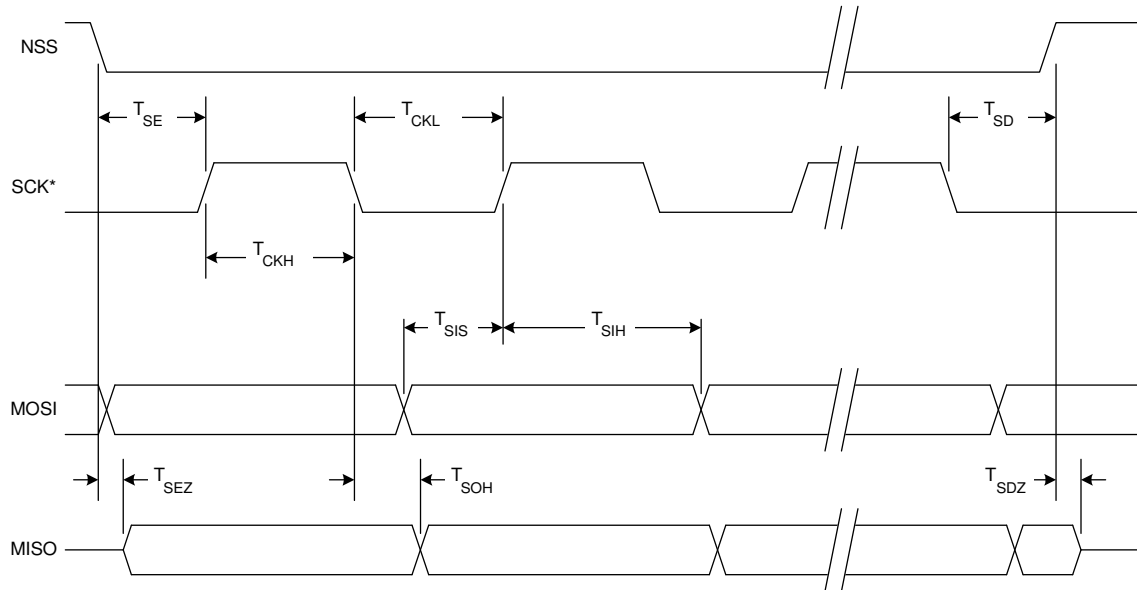 NSS
T_SE
T_CKL
T_SD
SCK*
T_CKH
T_SIS
T_SIH
MOSI
T_SEZ
T_SOH
T_SDZ
MISO